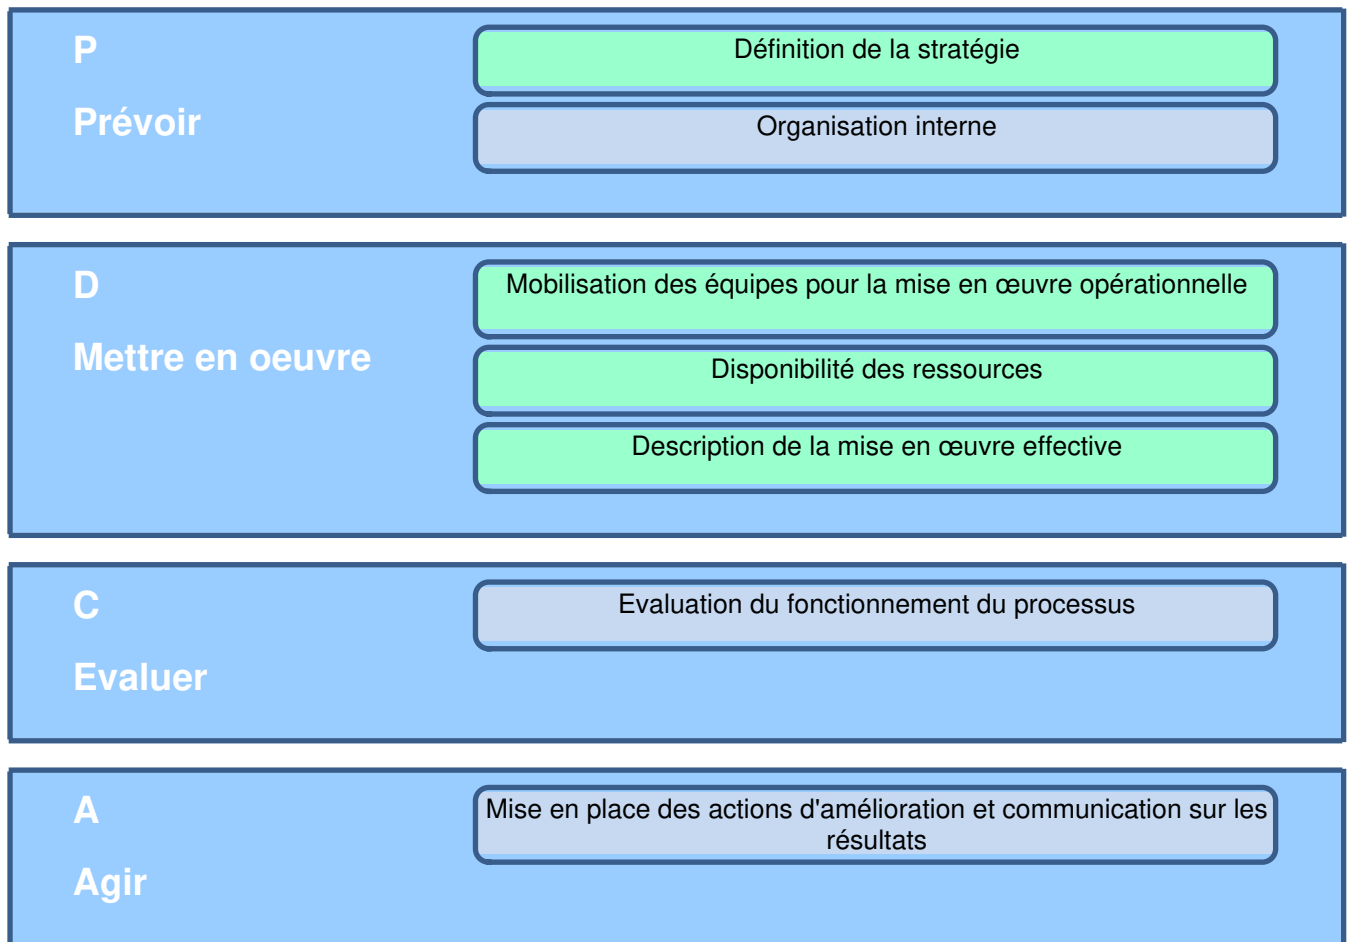 P
Prévoir
Définition de la stratégie
Organisation interne
D
Mettre en oeuvre
Mobilisation des équipes pour la mise en œuvre opérationnelle
Disponibilité des ressources
Description de la mise en œuvre effective
C
Evaluer
Evaluation du fonctionnement du processus
A
Agir
Mise en place des actions d'amélioration et communication sur les
résultats